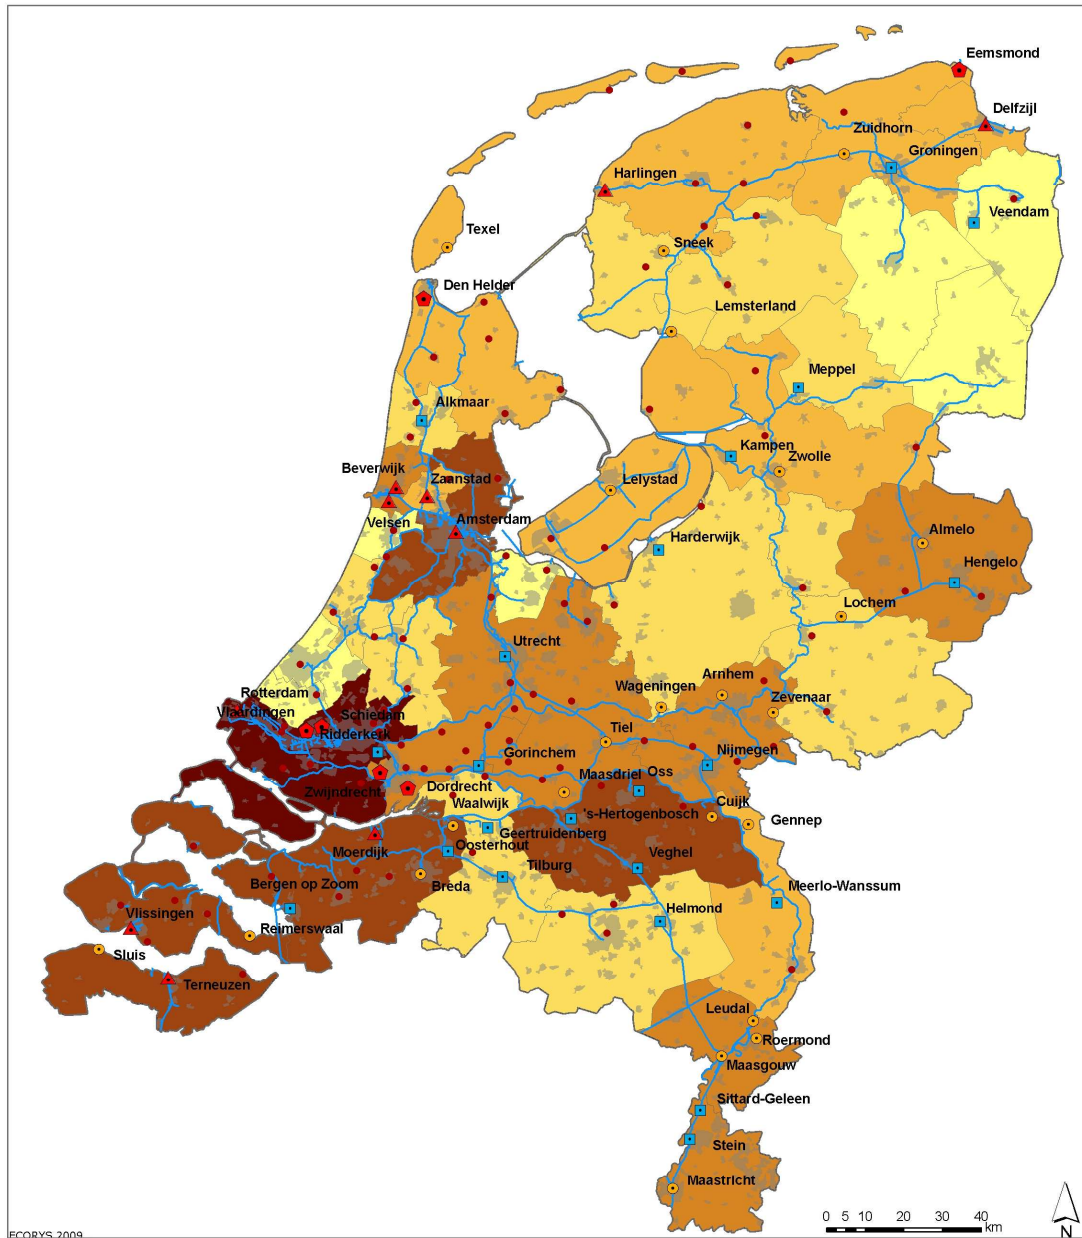 Eemsmond
Delfzijl
Zuidhorn
Groningen
Harlingen
Veendam
Texel
Sneek
Den Helder
Lemsterland
Meppel
Alkmaar
Kampen
Zwolle
Beverwijk
Zaanstad
Lelystad
Velsen
Amsterdam
Harderwijk
Almelo
Hengelo
Lochem
Utrecht
Arnhem
Wageningen
Zevenaar
Rotterdam
Vlaardingen
Schiedam
Ridderkerk
Tiel
Gorinchem
Nijmegen
Maasdriel
Oss
Zwijndrecht
Dordrecht
Waalwijk
Cuijk
's-Hertogenbosch
Gennep
Geertruidenberg
Moerdijk
Oosterhout
Veghel
Tilburg
Bergen op Zoom
Breda
Meerlo-Wanssum
Vlissingen
Helmond
Reimerswaal
Sluis
Terneuzen
Leudal
Roermond
Maasgouw
Sittard-Geleen
Stein
Maastricht
0 5 10 20 30 40
km
N
ECORYS 2009